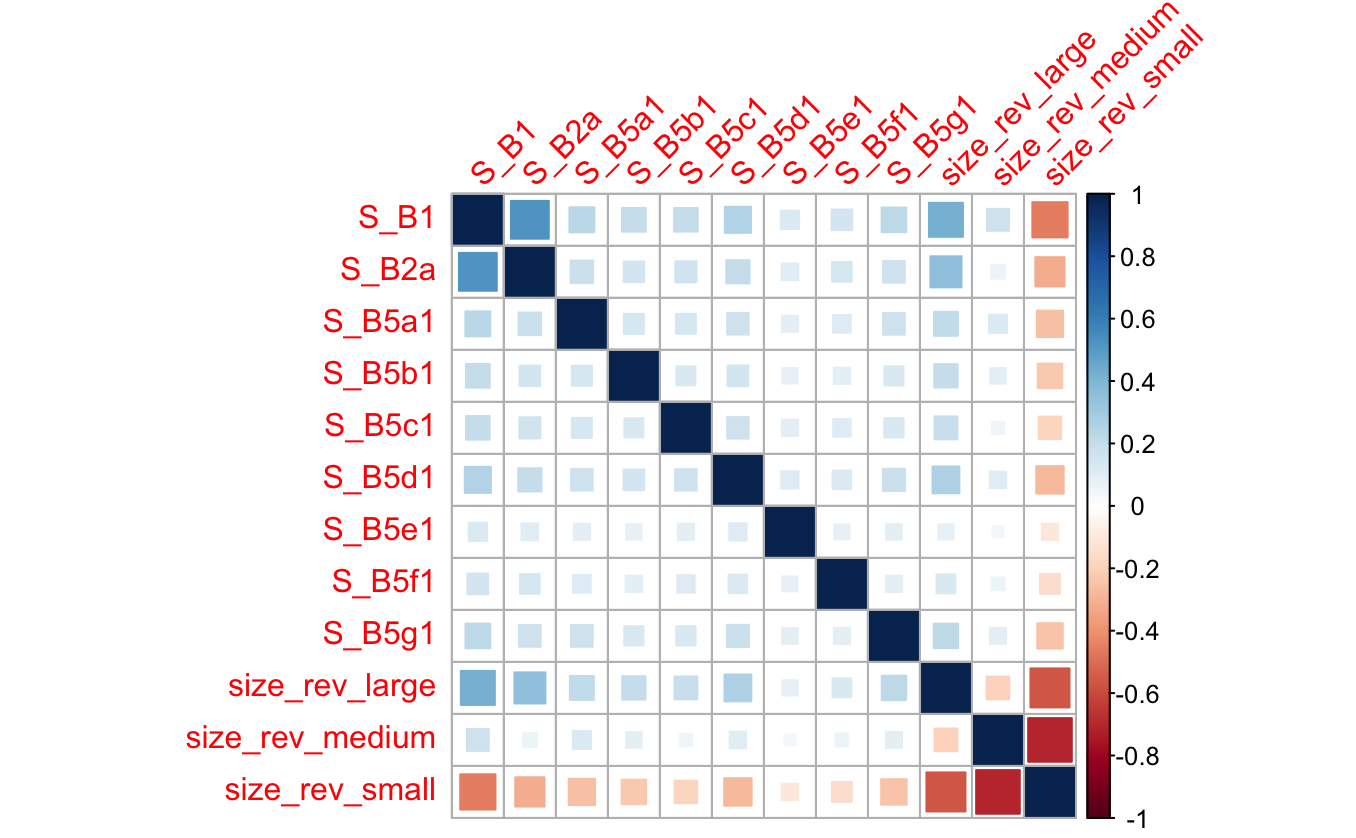 S_B1
S_B2a
S_B5a1
S_B5b1
S_B5c1
S_B5d1
S_B5e1
S_B5f1
S_B5g1
size_rev_large
size_rev_medium
size_rev_small
S_B1
S_B2a
S_B5a1
S_B5b1
S_B5c1
S_B5d1
S_B5e1
S_B5f1
S_B5g1
size_rev_large
size_rev_medium
size_rev_small
1
0.8
0.6
0.4
0.2
0
-0.2
-0.4
-0.6
-0.8
-1